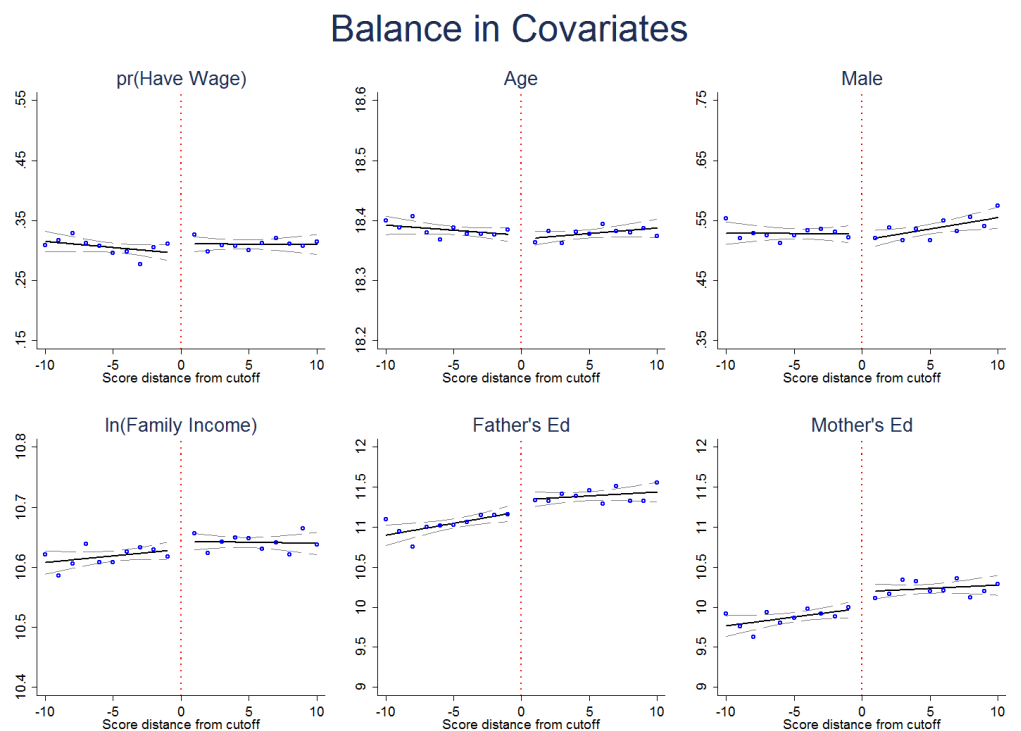 Balance in Covariates
pr(Have Wage)
.55
.45
.35
.25
.15
-10 -5 0 5 10
Score distance from cutoff
Age
18.6
18.5
18.4
18.3
18.2
-10 -5 0 5 10
Score distance from cutoff
Male
.75
.65
.55
.45
.35
-10 -5 0 5 10
Score distance from cutoff
ln(Family Income)
10.8
10.7
10.6
10.5
10.4
-10 -5 0 5 10
Score distance from cutoff
Father's Ed
12
11.5
11
10.5
10
9.5
9
-10 -5 0 5 10
Score distance from cutoff
Mother's Ed
12
11.5
11
10.5
10
9.5
9
-10 -5 0 5 10
Score distance from cutoff